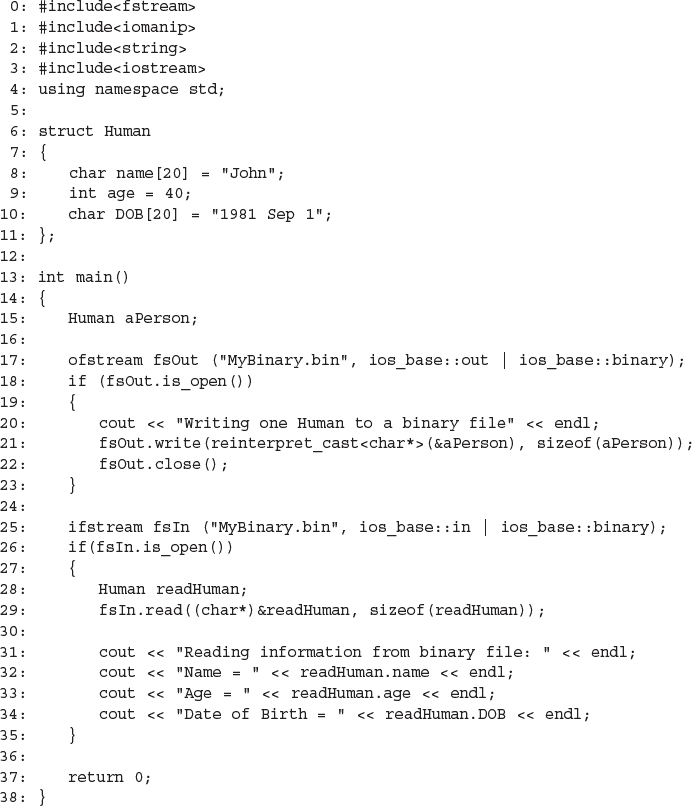 0: #include<fstream>
1: #include<iomanip>
2: #include<string>
3: #include<iostream>
4: using namespace std;
5:
6: struct Human
7: {
8:    char name[20] = "John";
9:    int age = 40;
10:    char DOB[20] = "1981 Sep 1";
11: };
12:
13: int main()
14: {
15:    Human aPerson;
16:
17:    ofstream fsOut ("MyBinary.bin", ios_base::out | ios_base::binary);
18:    if (fsOut.is_open())
19:    {
20:       cout << "Writing one Human to a binary file" << endl;
21:       fsOut.write(reinterpret_cast<char*>(&aPerson), sizeof(aPerson));
22:       fsOut.close();
23:    }
24:
25:    ifstream fsIn ("MyBinary.bin", ios_base::in | ios_base::binary);
26:    if(fsIn.is_open())
27:    {
28:       Human readHuman;
29:       fsIn.read((char*)&readHuman, sizeof(readHuman));
30:
31:       cout << "Reading information from binary file: " << endl;
32:       cout << "Name = " << readHuman.name << endl;
33:       cout << "Age = " << readHuman.age << endl;
34:       cout << "Date of Birth = " << readHuman.DOB << endl;
35:    }
36:
37:    return 0;
38: }